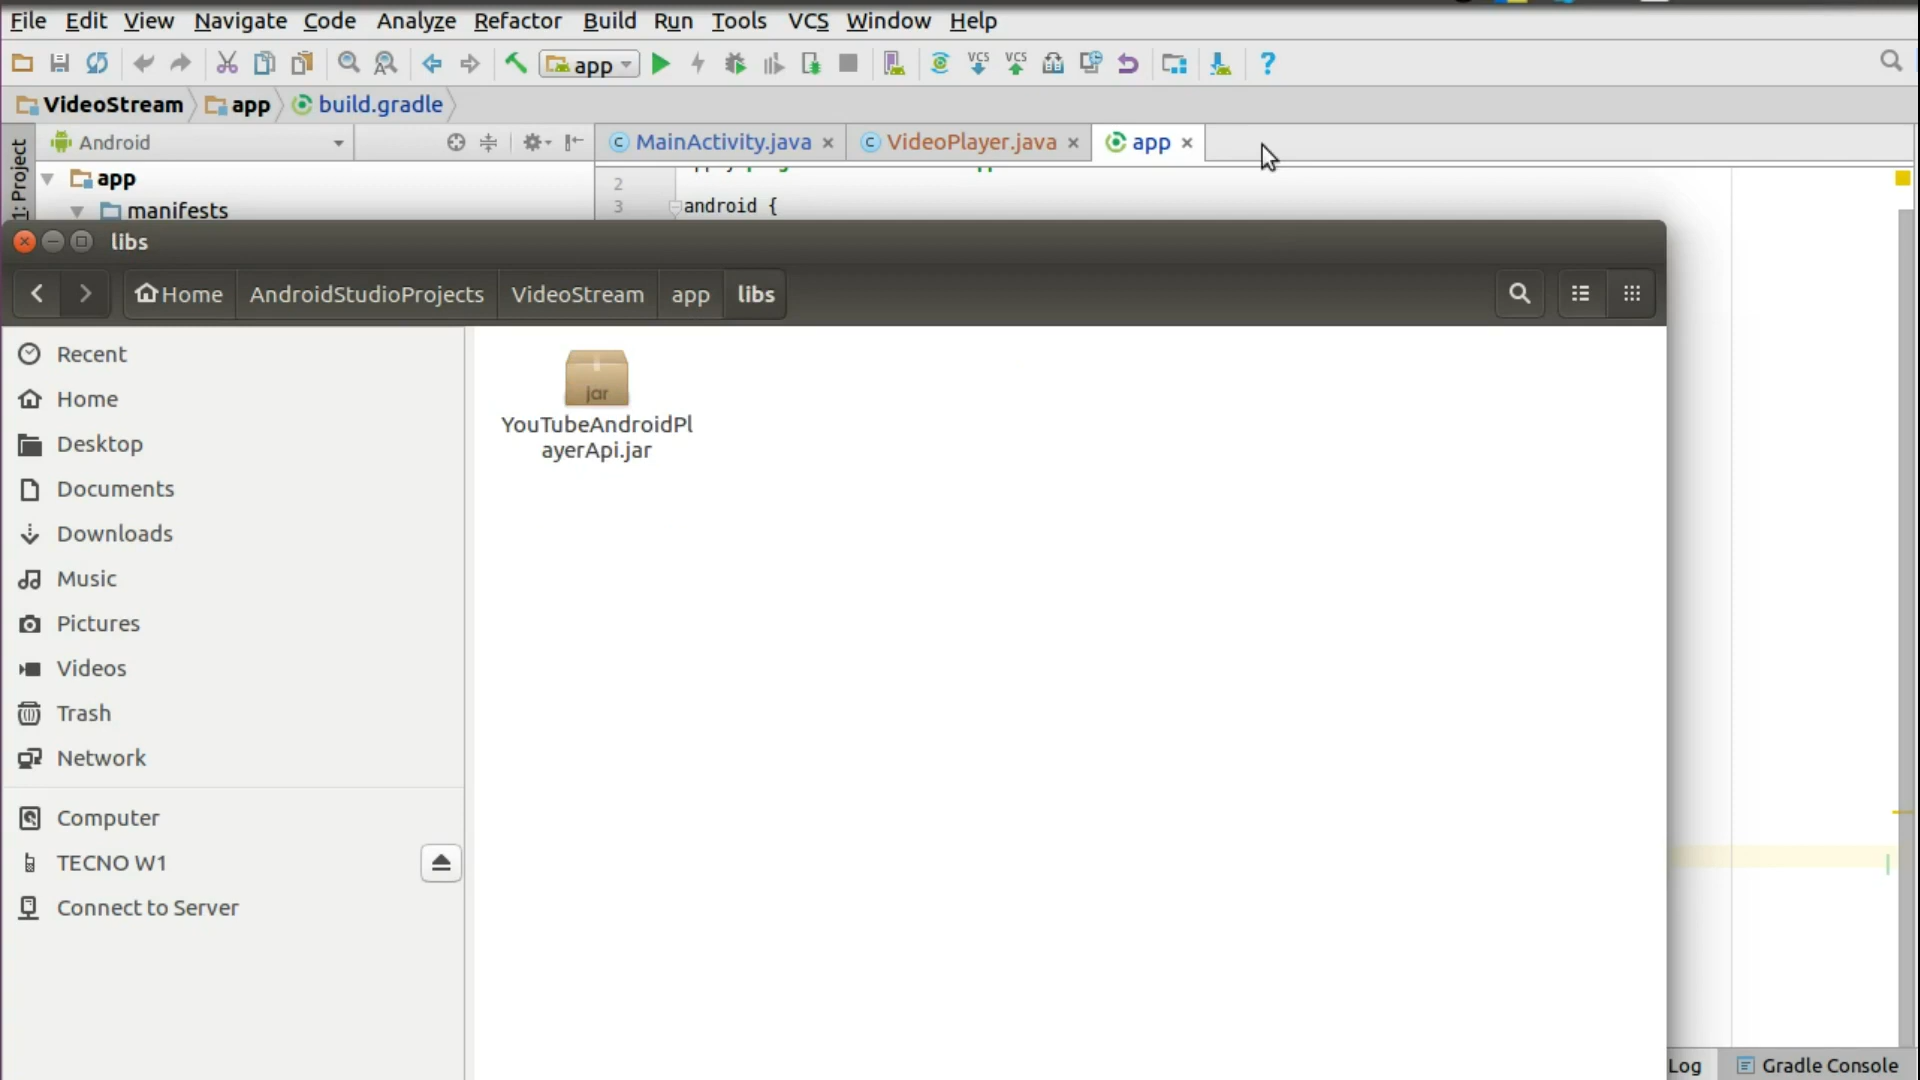 File Edit View Navigate Code Analyze Refactor Build Run Tools VCS Window Help
app
VCS VCS
?
VideoStream app build.gradle
1: Project
Android
MainActivity.java VideoPlayer.java app
app
manifests
2
3 android {
libs
Home AndroidStudioProjects VideoStream app libs
Recent
Home
Desktop
Documents
Downloads
Music
Pictures
Videos
Trash
Network
Computer
TECNO W1
Connect to Server
jar
YouTubeAndroidPl
ayerApi.jar
Log Gradle Console